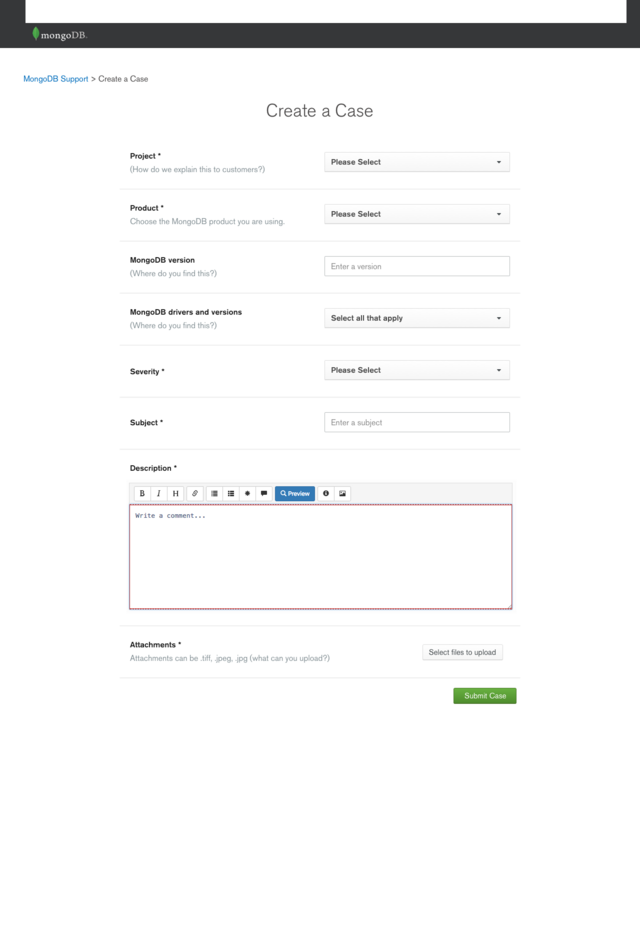 mongoDB.
MongoDB Support > Create a Case
Create a Case
Project *
(How do we explain this to customers?)
Please Select
Product *
Choose the MongoDB product you are using.
Please Select
MongoDB version
(Where do you find this?)
Enter a version
MongoDB drivers and versions
(Where do you find this?)
Select all that apply
Severity *
Please Select
Subject *
Enter a subject
Description *
B I H Preview
Write a comment...
Attachments *
Attachments can be .tiff, .jpeg, .jpg (what can you upload?)
Select files to upload
Submit Case